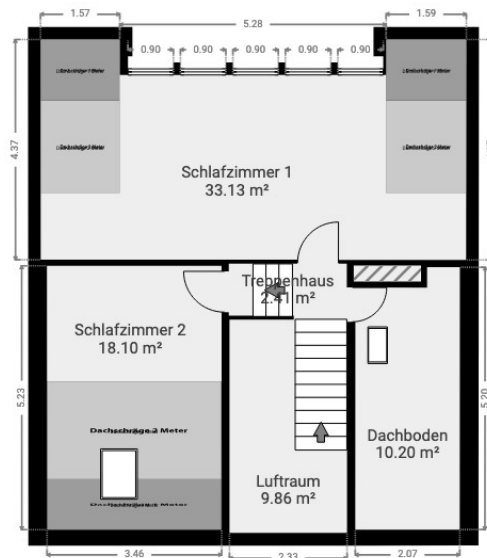 1.57
5.28
1.59
0.90
0.90
0.90
0.90
0.90
4.37
Schlafzimmer 1
33.13 m²
Treppenhaus
2.41 m²
Schlafzimmer 2
18.10 m²
Dachschräge 2 Meter
5.23
5.20
Dachboden
10.20 m²
Luftraum
9.86 m²
3.46
2.33
2.07